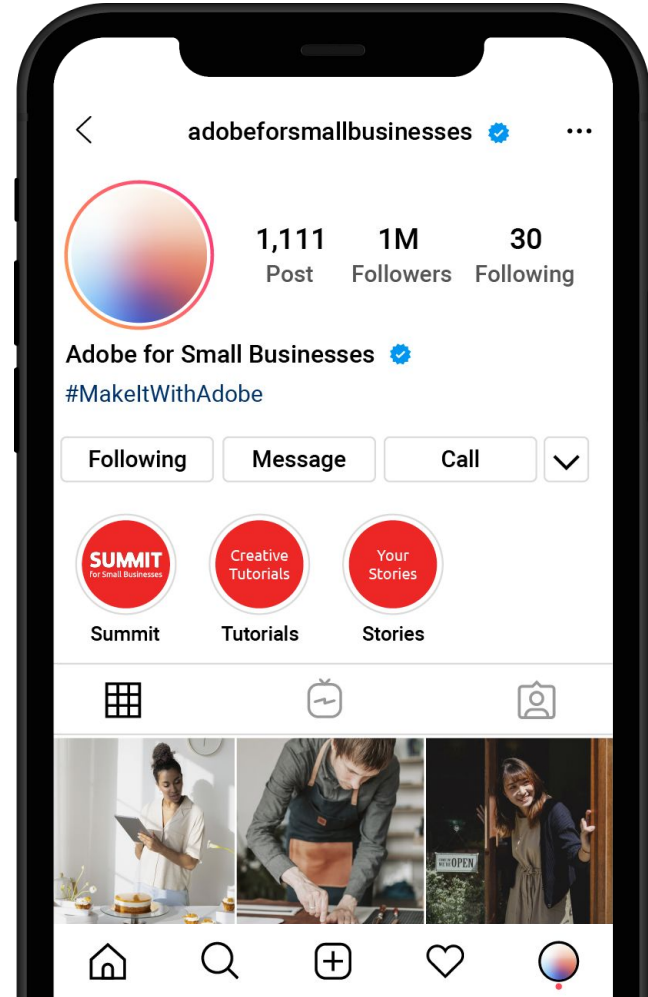 adobeforsmallbusinesses
1,111 1M 30
Post Followers Following
Adobe for Small Businesses
#MakeItWithAdobe
Following Message Call
SUMMIT
for Small Businesses
Creative
Tutorials
Your
Stories
Summit Tutorials Stories
OPEN